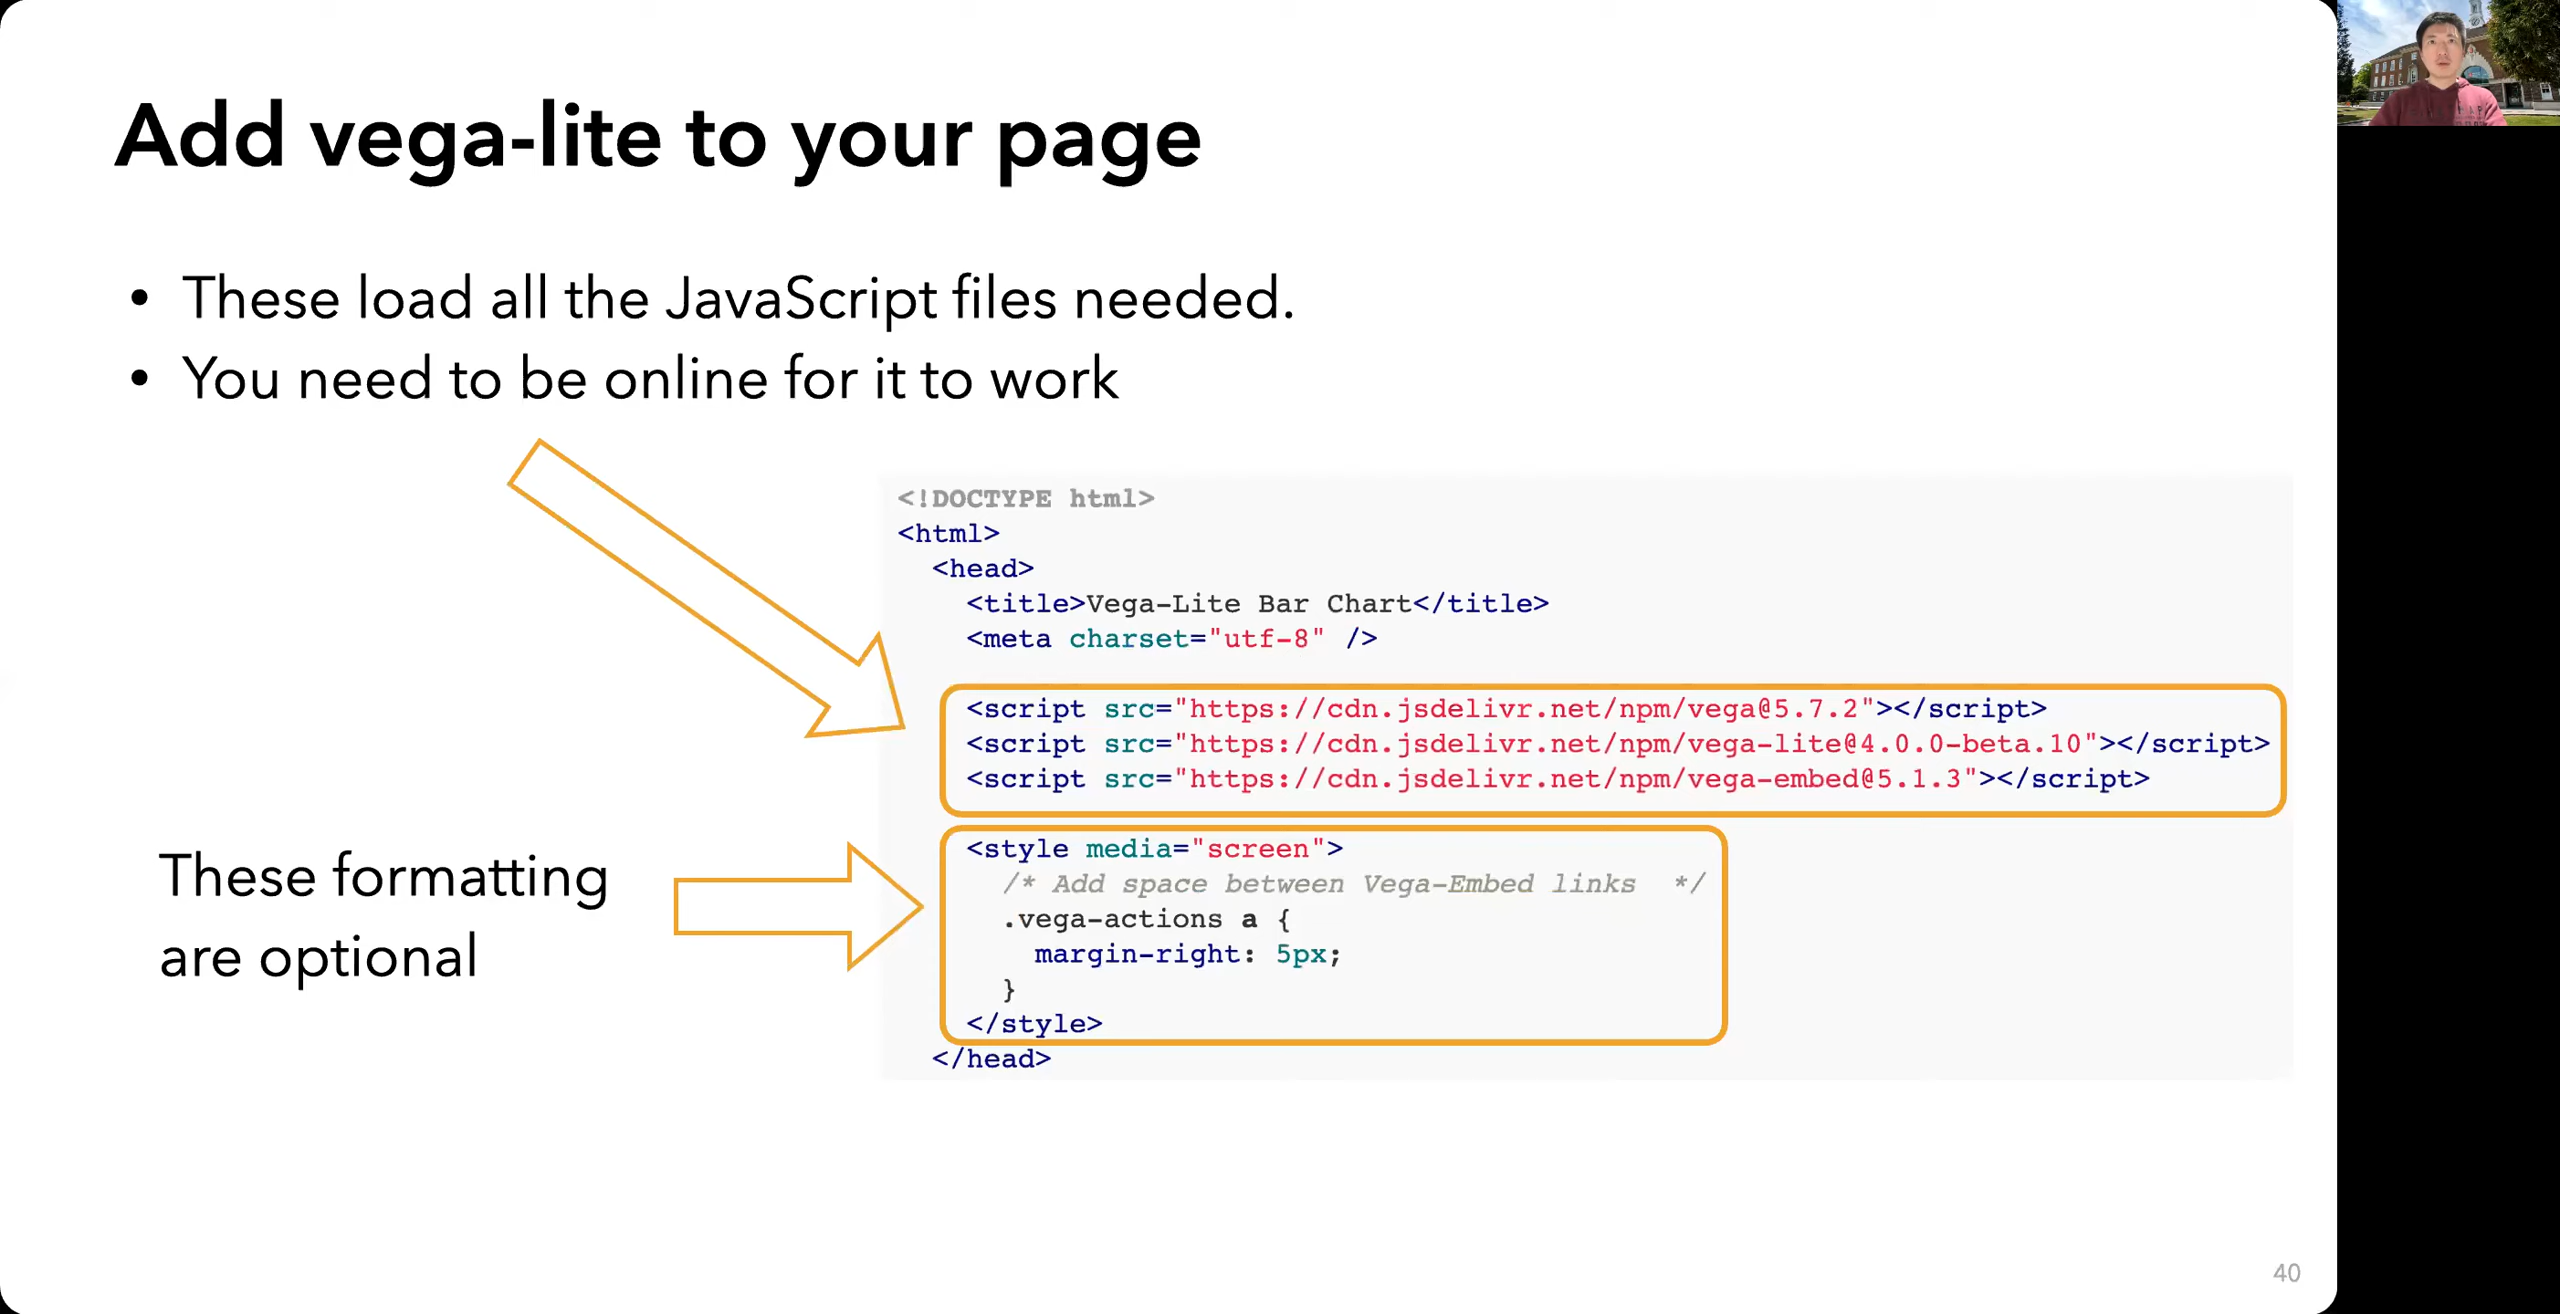 Add vega-lite to your page
• These load all the JavaScript files needed.
• You need to be online for it to work
<!DOCTYPE html>
<html>
<head>
<title>Vega-Lite Bar Chart</title>
<meta charset="utf-8" />
<script src="https://cdn.jsdelivr.net/npm/vega@5.7.2"></script>
<script src="https://cdn.jsdelivr.net/npm/vega-lite@4.0.0-beta.10"></script>
<script src="https://cdn.jsdelivr.net/npm/vega-embed@5.1.3"></script>
These formatting
are optional
<style media="screen">
/* Add space between Vega-Embed links  */
.vega-actions a {
margin-right: 5px;
}
</style>
</head>
40